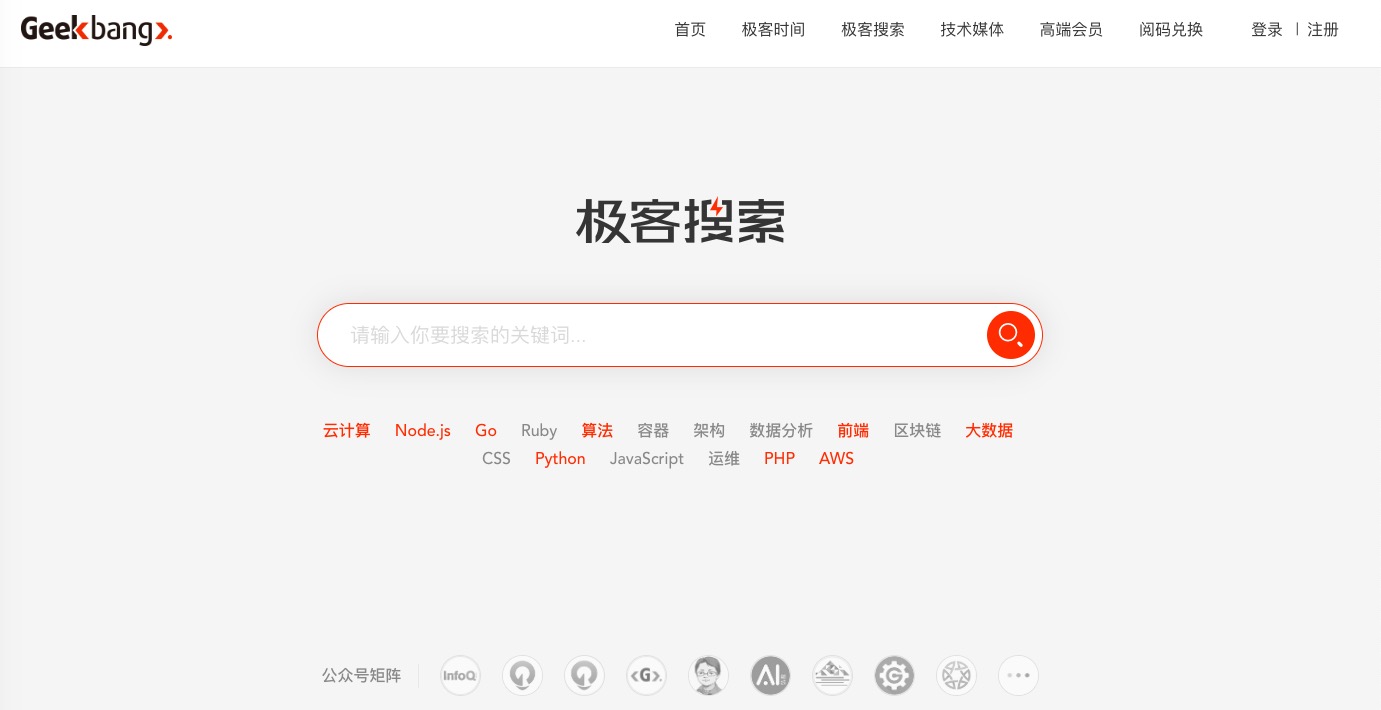 Geekbang>.
首页 极客时间 极客搜索 技术媒体 高端会员 阅码兑换 登录 | 注册
极客搜索
请输入你要搜索的关键词...
云计算 Node.js Go Ruby 算法 容器 架构 数据分析 前端 区块链 大数据
CSS Python JavaScript 运维 PHP AWS
公众号矩阵 InfoQ <G>. AI G